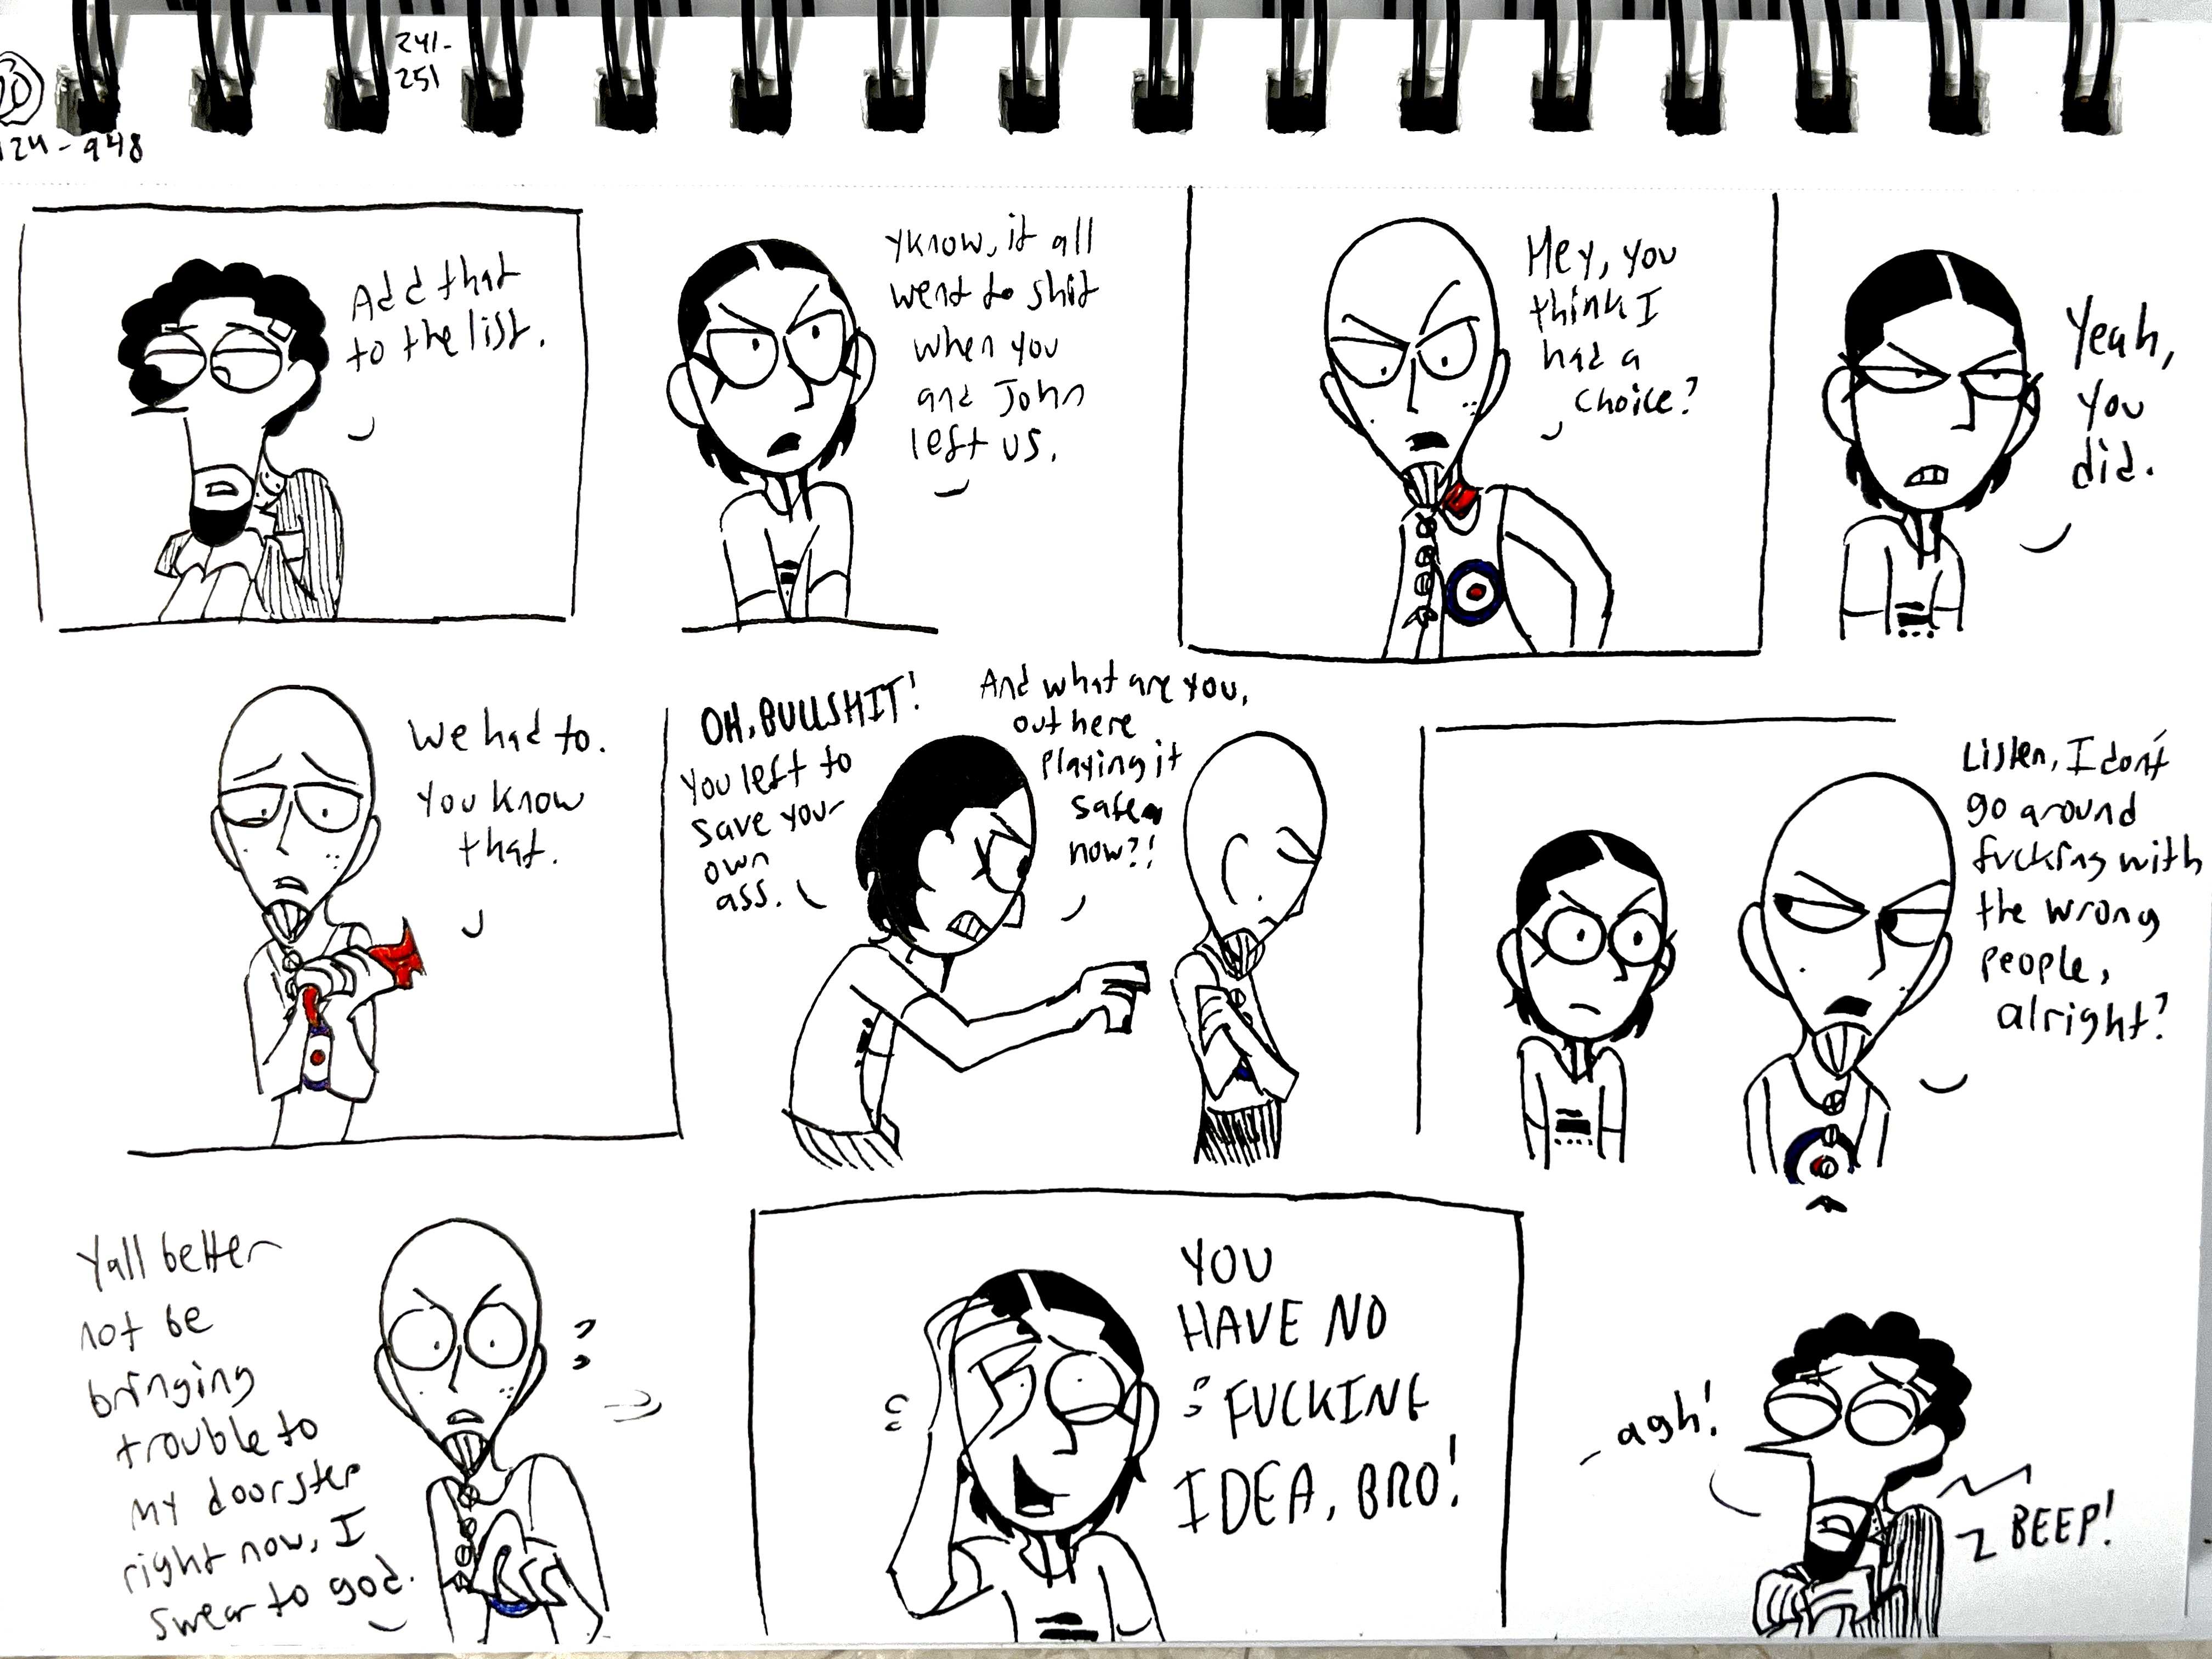 241-
251
124-948
Add that
to the list.
Yknow, it all
went to shit
when you
and John
left us.
Hey, you
think I
had a
choice?
Yeah,
you
did.
We had to.
You know
that.
OH, BULLSHIT!
You left to
save your
own
ass.
And what are you,
out here
playing it
safe
now?!
Listen, I don't
go around
fucking with
the wrong
people,
alright?
Yall better
not be
bringing
trouble to
my doorstep
right now, I
swear to god.
YOU
HAVE NO
FUCKING
IDEA, BRO!
agh!
BEEP!